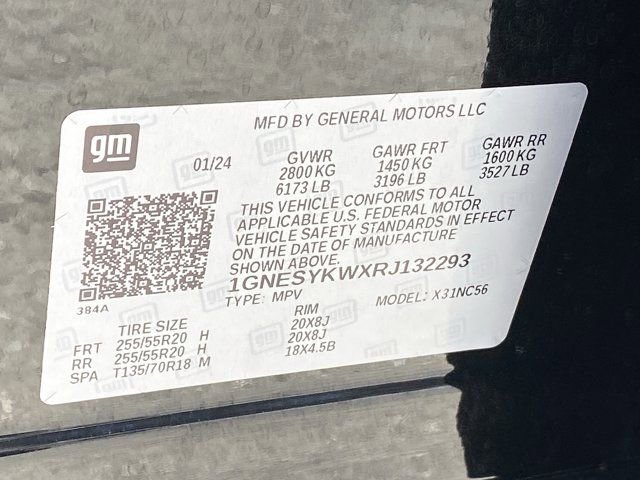 gm
MFD BY GENERAL MOTORS LLC
01/24
GVWR GAWR FRT GAWR RR
2800 KG 1450 KG 1600 KG
6173 LB 3196 LB 3527 LB
THIS VEHICLE CONFORMS TO ALL
APPLICABLE U.S. FEDERAL MOTOR
VEHICLE SAFETY STANDARDS IN EFFECT
ON THE DATE OF MANUFACTURE
SHOWN ABOVE.
1GNESYKWXRJ132293
384A
TYPE: MPV MODEL: X31NC56
TIRE SIZE RIM
FRT 255/55R20 H 20X8J
RR 255/55R20 H 20X8J
SPA T135/70R18 M 18X4.5B